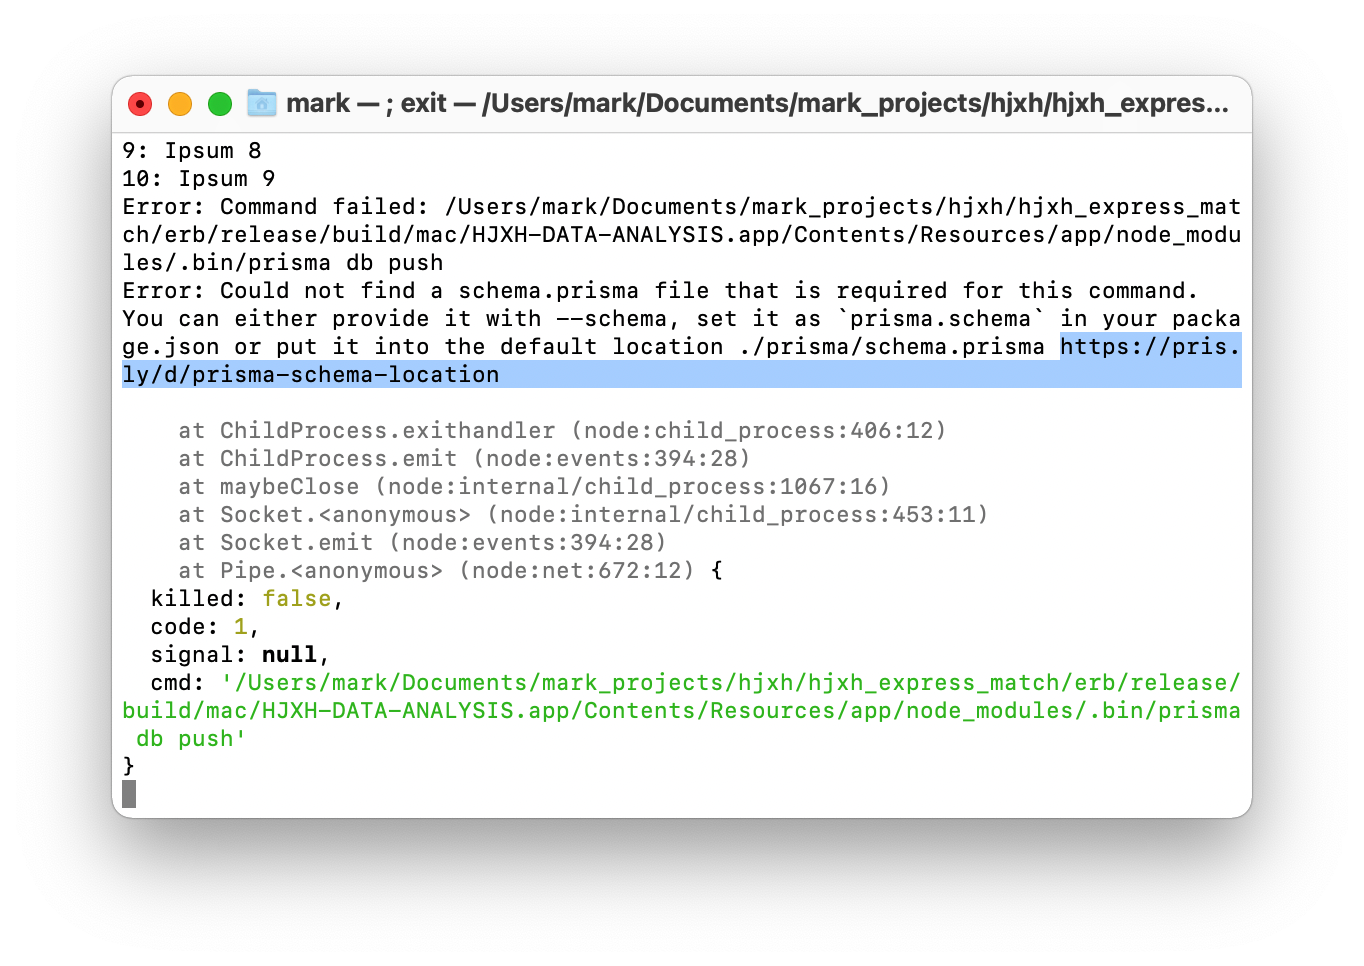 mark — ; exit — /Users/mark/Documents/mark_projects/hjxh/hjxh_expres...
9: Ipsum 8
10: Ipsum 9
Error: Command failed: /Users/mark/Documents/mark_projects/hjxh/hjxh_express_mat
ch/erb/release/build/mac/HJXH-DATA-ANALYSIS.app/Contents/Resources/app/node_modu
les/.bin/prisma db push
Error: Could not find a schema.prisma file that is required for this command.
You can either provide it with --schema, set it as `prisma.schema` in your packa
ge.json or put it into the default location ./prisma/schema.prisma https://pris.
ly/d/prisma-schema-location
    at ChildProcess.exithandler (node:child_process:406:12)
    at ChildProcess.emit (node:events:394:28)
    at maybeClose (node:internal/child_process:1067:16)
    at Socket.<anonymous> (node:internal/child_process:453:11)
    at Socket.emit (node:events:394:28)
    at Pipe.<anonymous> (node:net:672:12) {
  killed: false,
  code: 1,
  signal: null,
  cmd: '/Users/mark/Documents/mark_projects/hjxh/hjxh_express_match/erb/release/
build/mac/HJXH-DATA-ANALYSIS.app/Contents/Resources/app/node_modules/.bin/prisma
 db push'
}